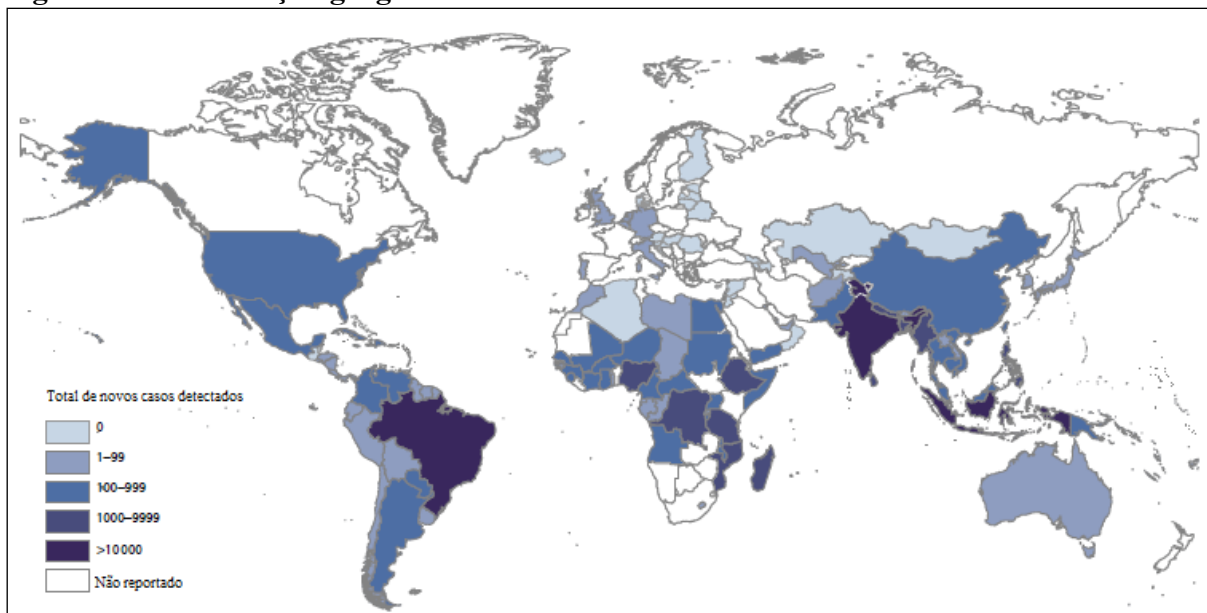 Total de novos casos detectados
0
1–99
100–999
1000–9999
>10000
Não reportado